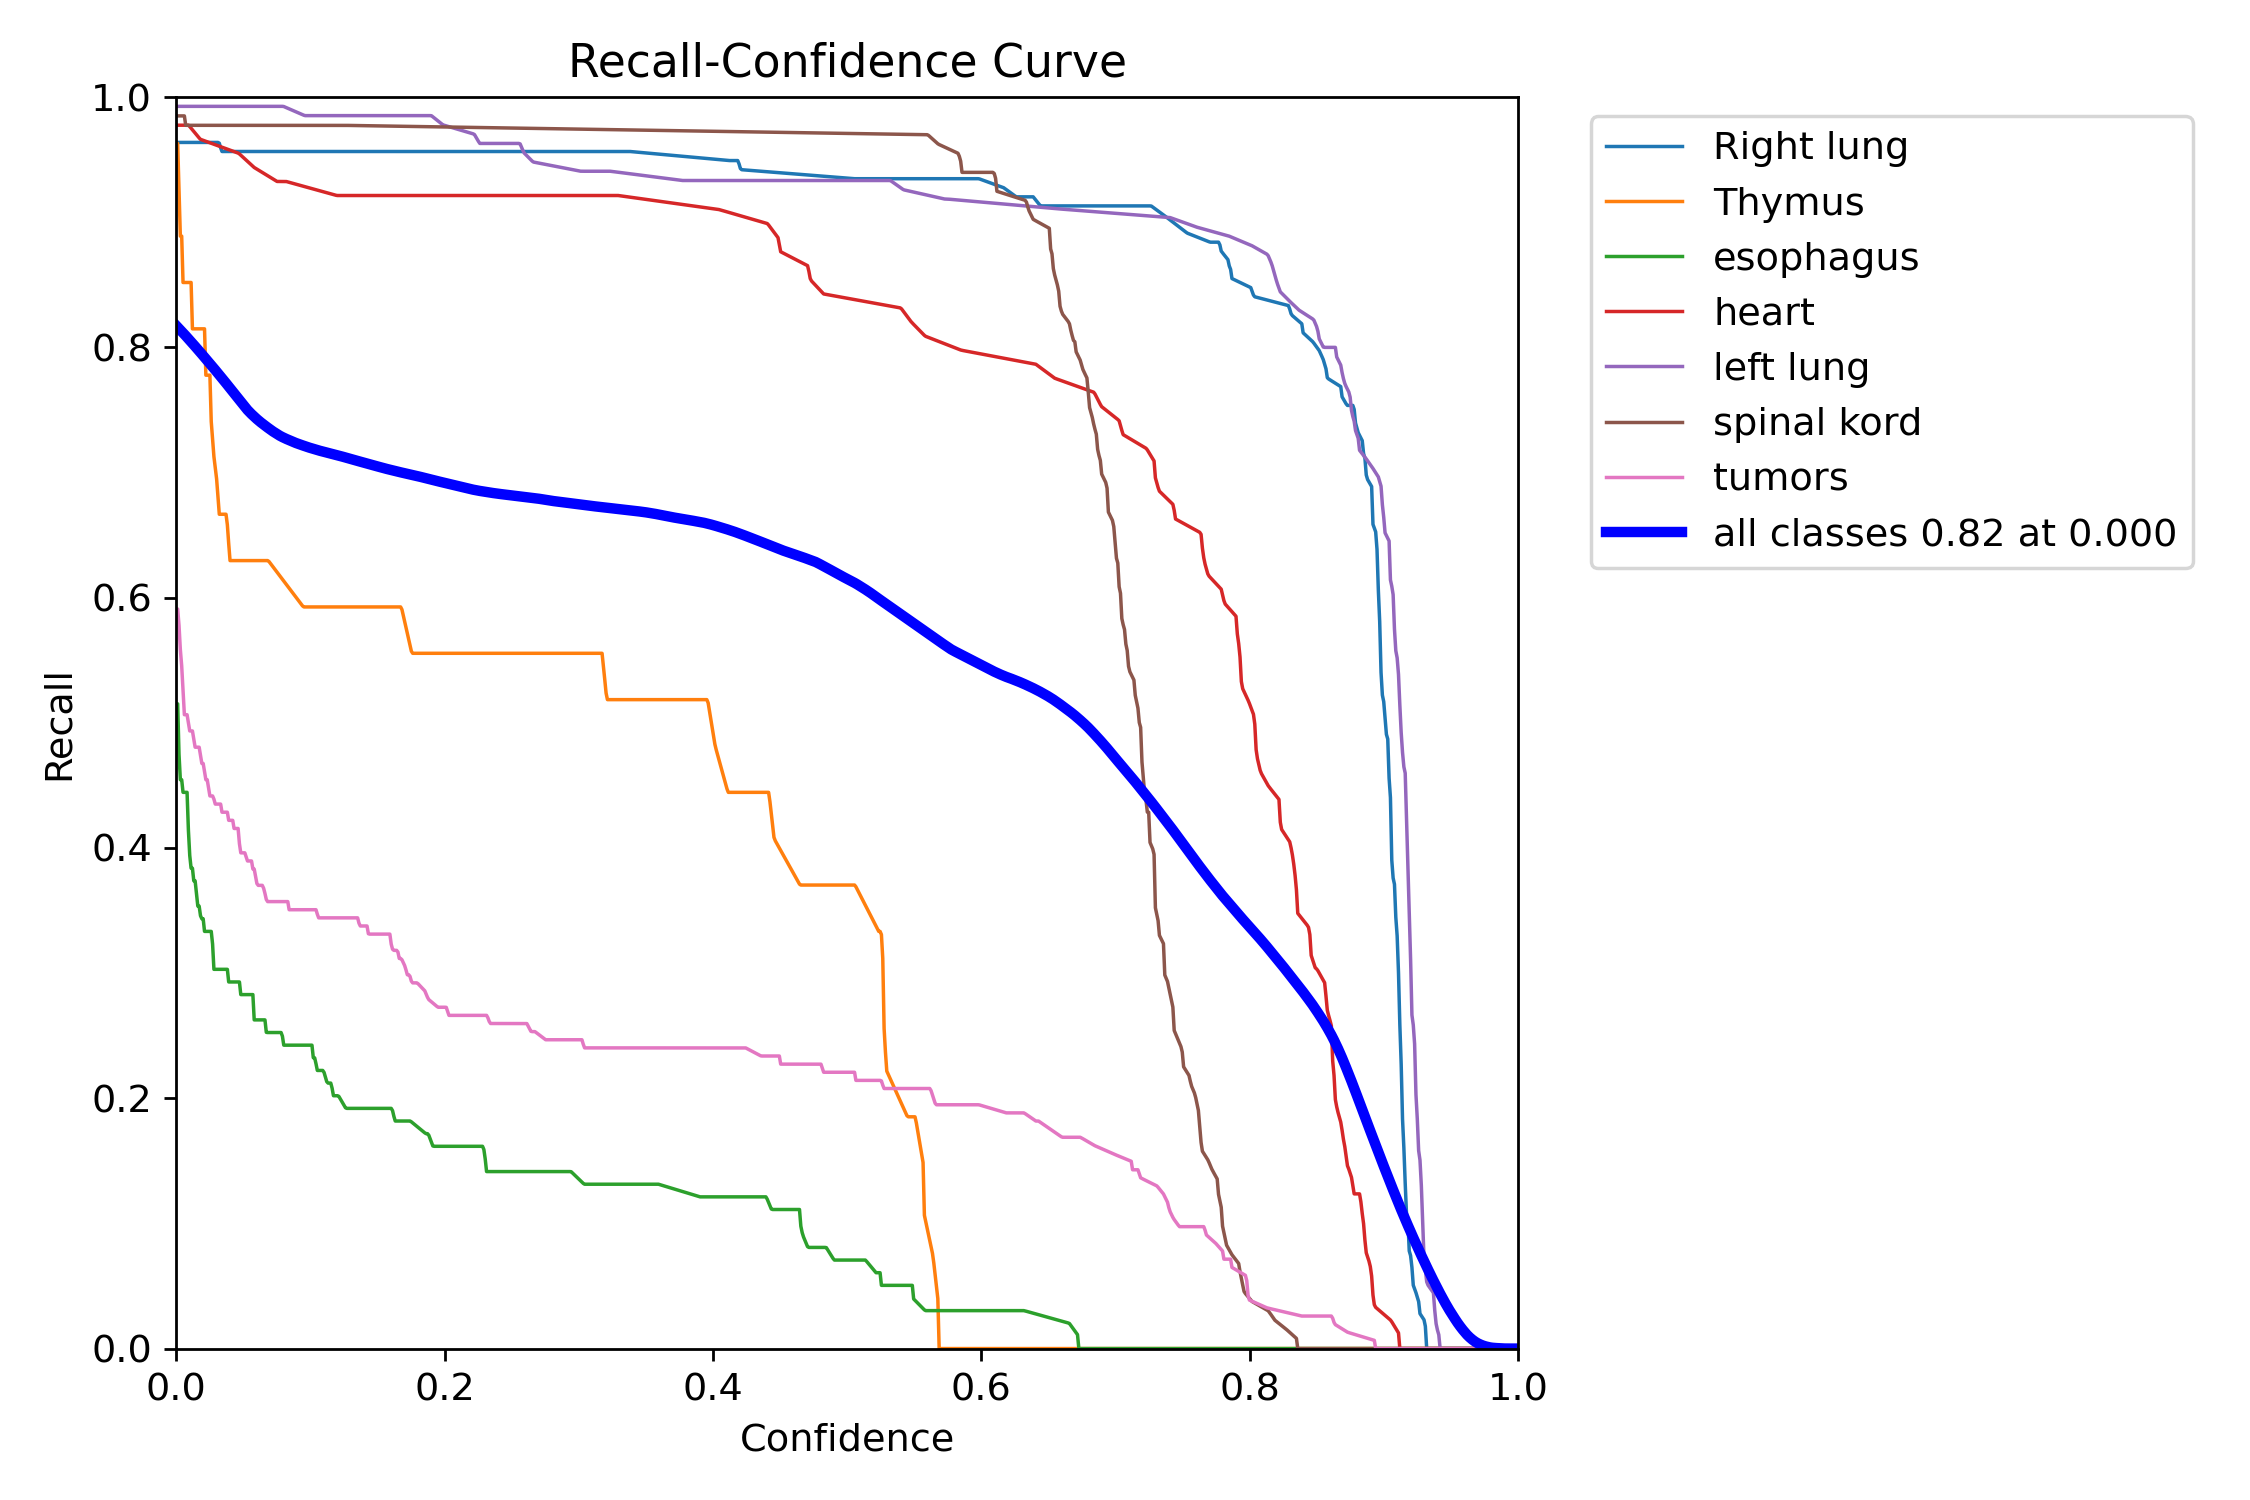 Recall-Confidence Curve
1.0
0.8
0.6
0.4
0.2
0.0
Recall
0.0 0.2 0.4 0.6 0.8 1.0
Confidence
Right lung
Thymus
esophagus
heart
left lung
spinal kord
tumors
all classes 0.82 at 0.000